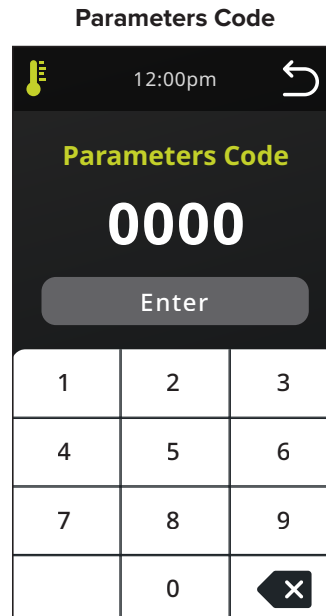 Parameters Code
12:00pm
Parameters Code
0000
Enter
1 2 3
4 5 6
7 8 9
0